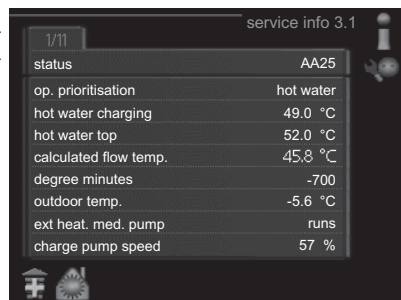 service info 3.1
1/11
status AA25
op. prioritisation hot water
hot water charging 49.0 °C
hot water top 52.0 °C
calculated flow temp. 45.8 °C
degree minutes -700
outdoor temp. -5.6 °C
ext heat. med. pump runs
charge pump speed 57 %